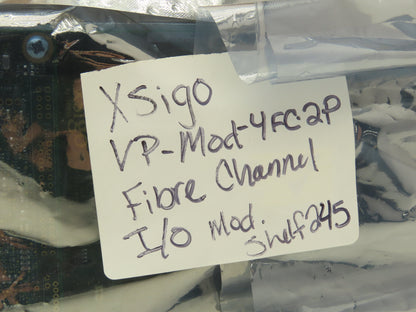 XSigo
VP-Mod-4FC-2P
Fibre Channel
I/O Mod.
Shelf245